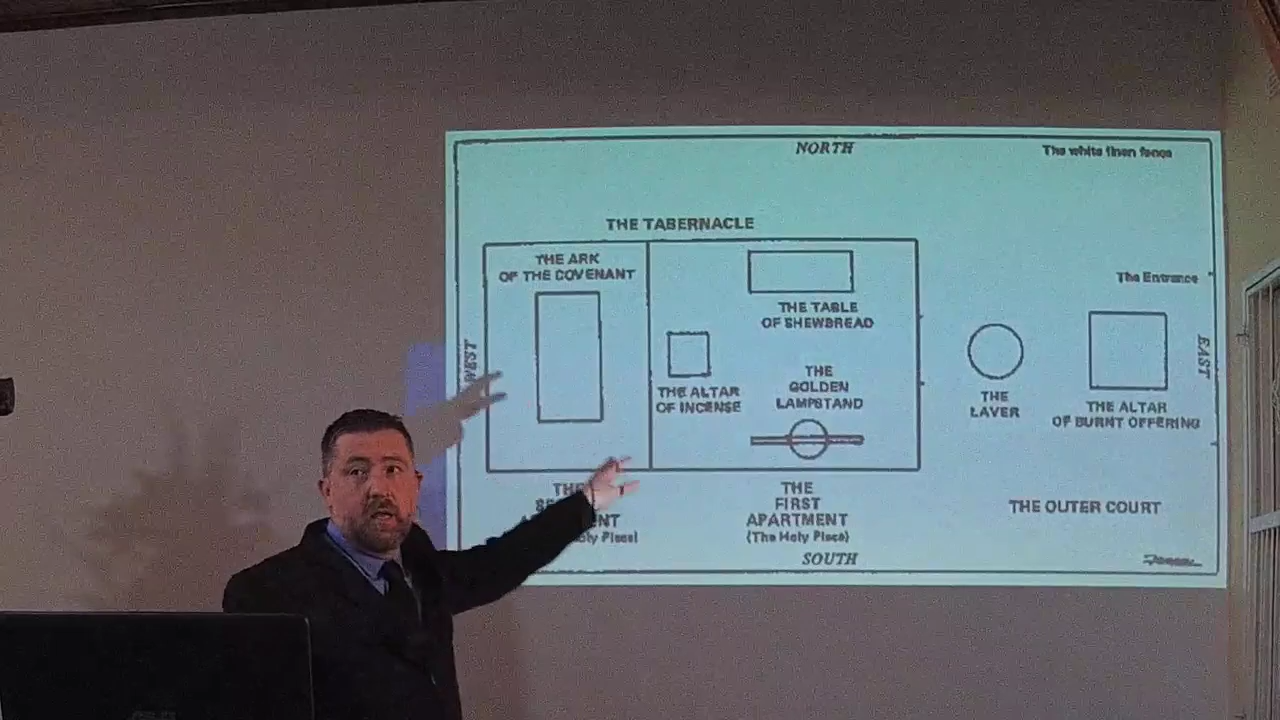 NORTH
The white linen fence
THE TABERNACLE
THE ARK
OF THE COVENANT
THE TABLE
OF SHEWBREAD
The Entrance
WEST
EAST
THE ALTAR
OF INCENSE
THE
GOLDEN
LAMPSTAND
THE
LAVER
THE ALTAR
OF BURNT OFFERING
THE
THE
FIRST
APARTMENT
(The Holy Place)
THE OUTER COURT
SOUTH